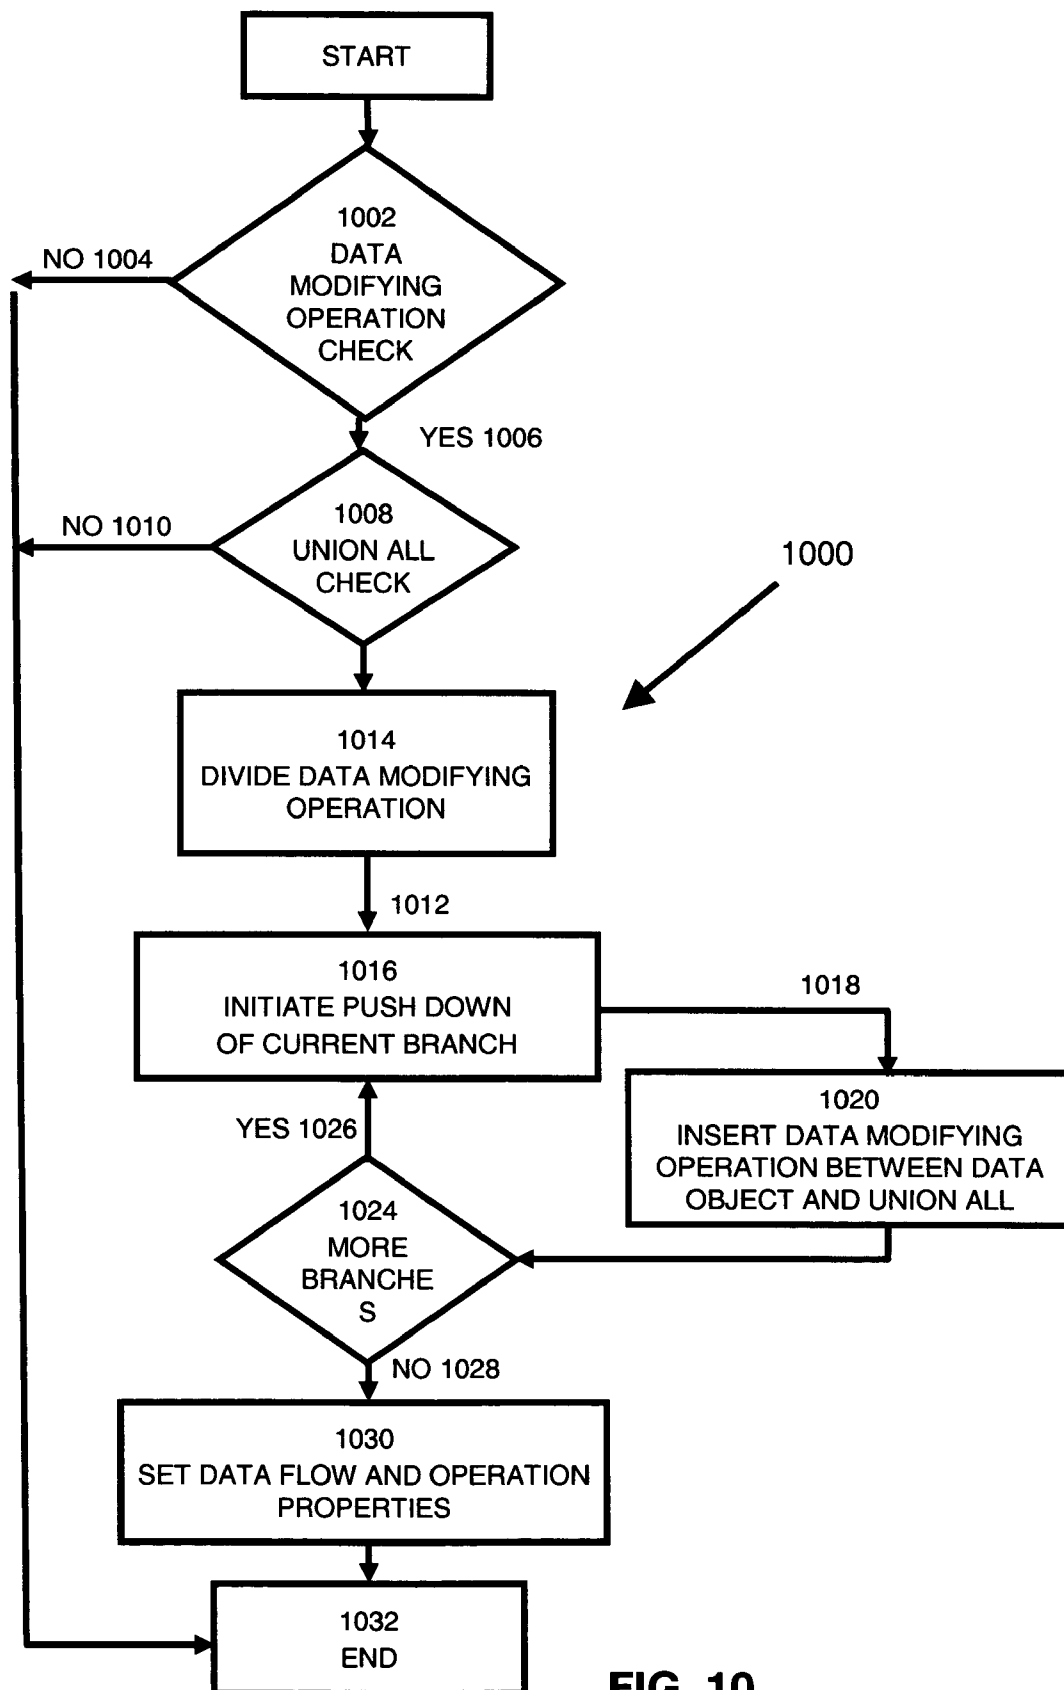 START
1002
DATA
MODIFYING
OPERATION
CHECK
NO 1004
YES 1006
1008
UNION ALL
CHECK
NO 1010
1000
1014
DIVIDE DATA MODIFYING
OPERATION
1012
1016
INITIATE PUSH DOWN
OF CURRENT BRANCH
1018
1020
INSERT DATA MODIFYING
OPERATION BETWEEN DATA
OBJECT AND UNION ALL
YES 1026
1024
MORE
BRANCHE
S
NO 1028
1030
SET DATA FLOW AND OPERATION
PROPERTIES
1032
END
FIG. 10